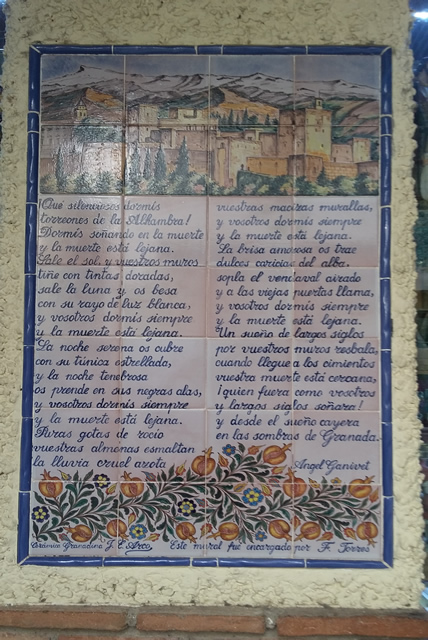 ¡Qué silenciosos dormís
torreones de la Alhambra!
Dormís soñando en la muerte
y la muerte está lejana.
Sale el sol, y vuestros muros
tiñe con tintas doradas,
sale la luna y os besa
con su rayo de luz blanca,
y vosotros dormís siempre
y la muerte está lejana.
La noche serena os cubre
con su túnica estrellada,
y la noche tenebrosa
os prende en sus negras alas,
y vosotros dormís siempre
y la muerte está lejana.
Puras gotas de rocío
vuestras almenas esmaltan
la lluvia cruel azota
vuestras macizas murallas,
y vosotros dormís siempre
y la muerte está lejana.
La brisa amorosa os trae
dulces caricias del alba.
sopla el vendaval airado
y a las viejas puertas llama,
y vosotros dormís siempre
y la muerte está lejana.
Un sueño de largos siglos
por vuestros muros resbala,
cuando llegue a los cimientos
vuestra muerte está cercana,
¡quien fuera como vosotros
y largos siglos soñara!
y desde el sueño cayera
en las sombras de Granada.
Angel Ganivet
Cerámica Granadina J. C. Arco Este mural fué encargado por F. Torres